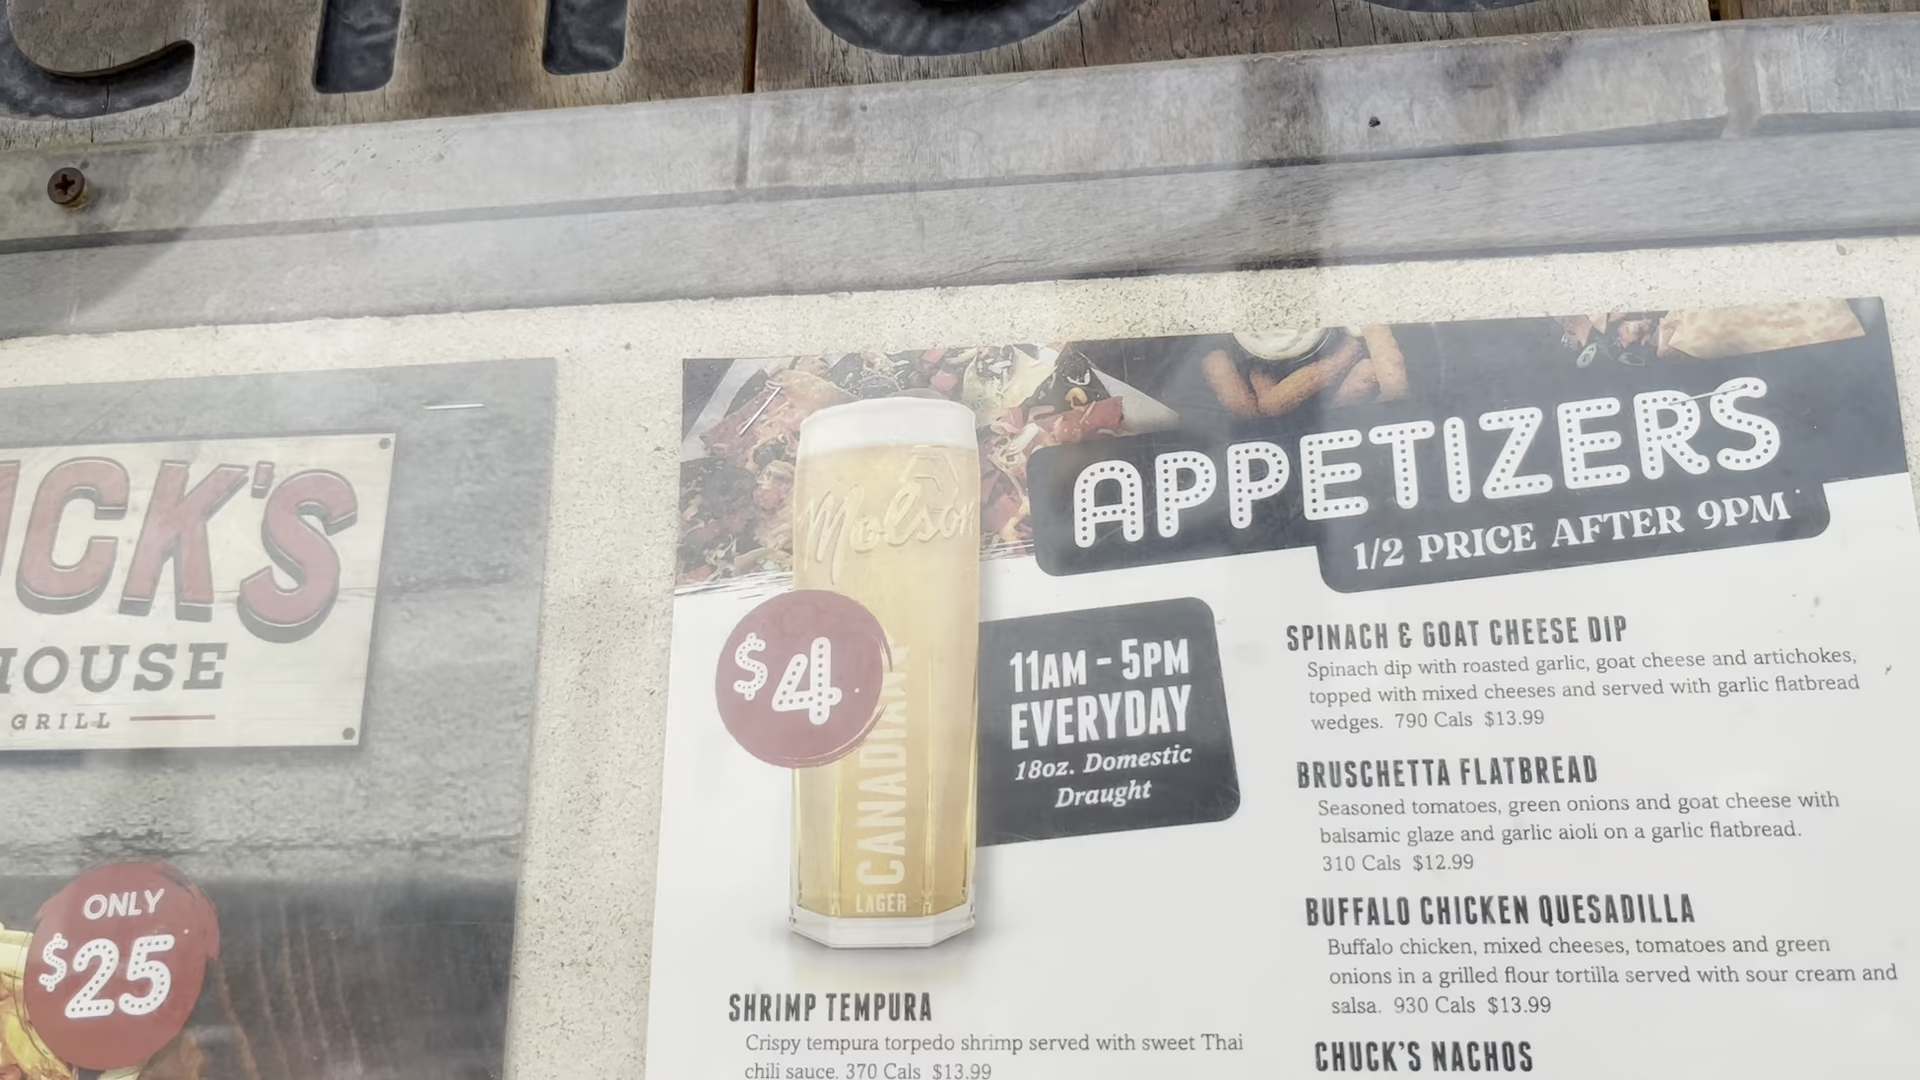 ICK'S
HOUSE
GRILL
ONLY
$25
APPETIZERS
1/2 PRICE AFTER 9PM
Molson
CANADIAN
LAGER
$4
11AM - 5PM
EVERYDAY
18oz. Domestic
Draught
SHRIMP TEMPURA
Crispy tempura torpedo shrimp served with sweet Thai
chili sauce. 370 Cals $13.99
SPINACH & GOAT CHEESE DIP
Spinach dip with roasted garlic, goat cheese and artichokes,
topped with mixed cheeses and served with garlic flatbread
wedges. 790 Cals $13.99
BRUSCHETTA FLATBREAD
Seasoned tomatoes, green onions and goat cheese with
balsamic glaze and garlic aioli on a garlic flatbread.
310 Cals $12.99
BUFFALO CHICKEN QUESADILLA
Buffalo chicken, mixed cheeses, tomatoes and green
onions in a grilled flour tortilla served with sour cream and
salsa. 930 Cals $13.99
CHUCK'S NACHOS